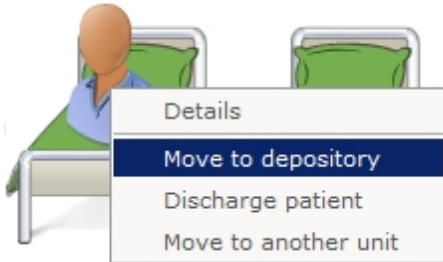 Details
Move to depository
Discharge patient
Move to another unit